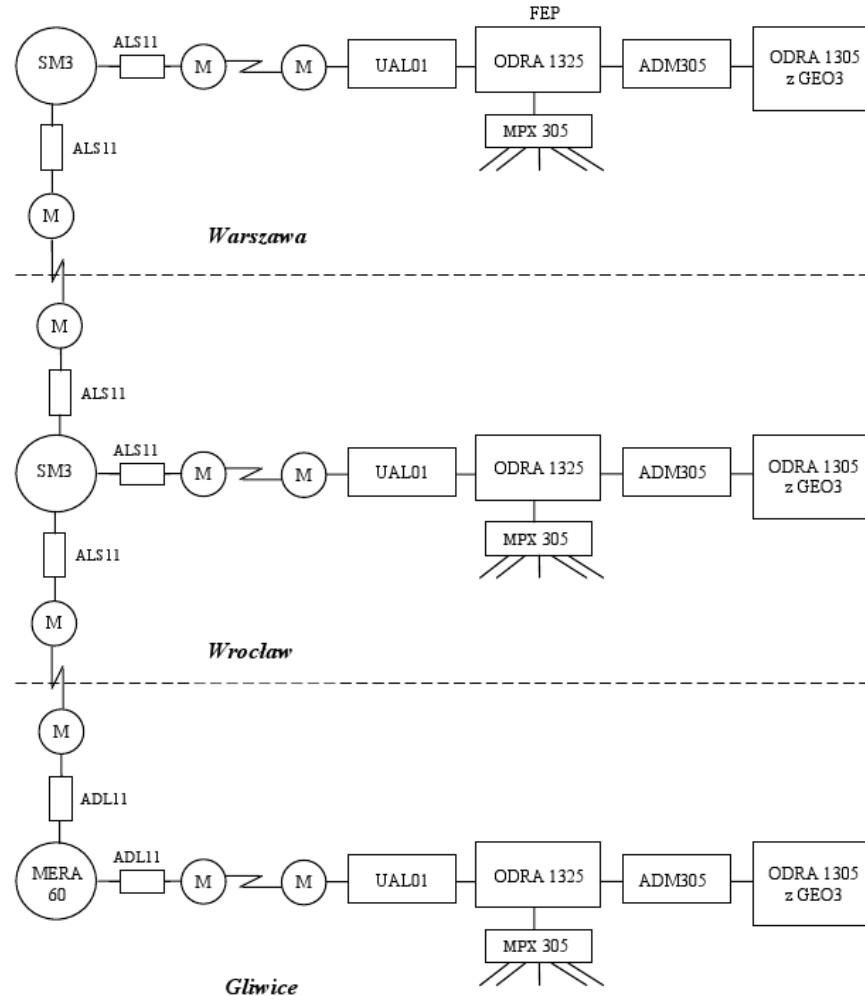 FEP
SM3
ALS11
M
M
UAL01
ODRA 1325
ADM305
ODRA 1305
z GEO3
MPX 305
ALS11
M
Warszawa
M
ALS11
SM3
ALS11
M
M
UAL01
ODRA 1325
ADM305
ODRA 1305
z GEO3
MPX 305
ALS11
M
Wrocław
M
ADL11
MERA
60
ADL11
M
M
UAL01
ODRA 1325
ADM305
ODRA 1305
z GEO3
MPX 305
Gliwice